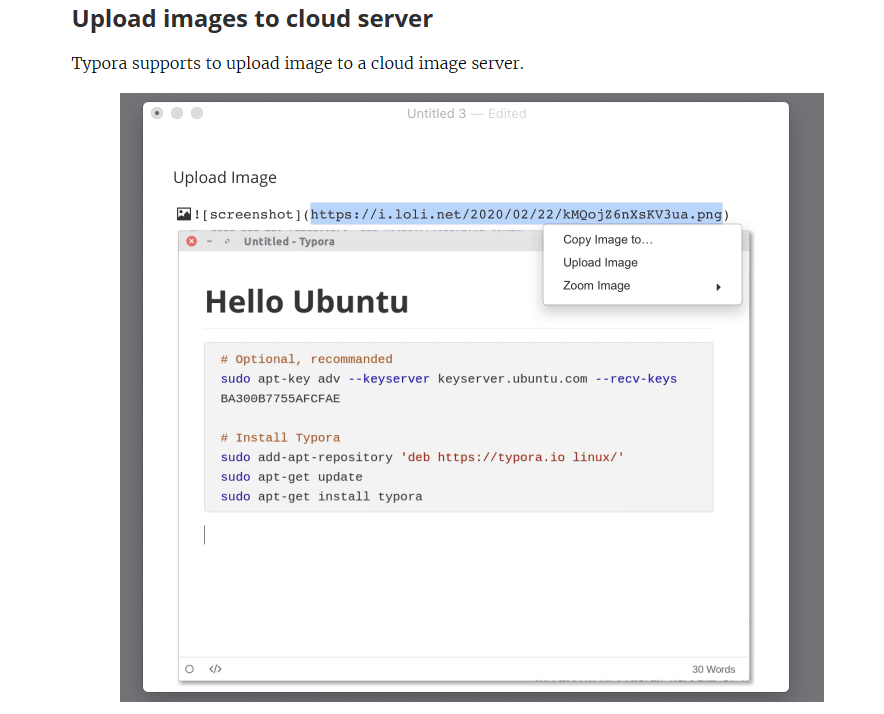 Upload images to cloud server
Typora supports to upload image to a cloud image server.
Untitled 3 — Edited
Upload Image
![screenshot](https://i.loli.net/2020/02/22/kMQojZ6nXsKV3ua.png)
Untitled - Typora
Copy Image to…
Upload Image
Zoom Image
Hello Ubuntu
# Optional, recommanded
sudo apt-key adv --keyserver keyserver.ubuntu.com --recv-keys
BA300B7755AFCFAE
# Install Typora
sudo add-apt-repository 'deb https://typora.io linux/'
sudo apt-get update
sudo apt-get install typora
</> 30 Words